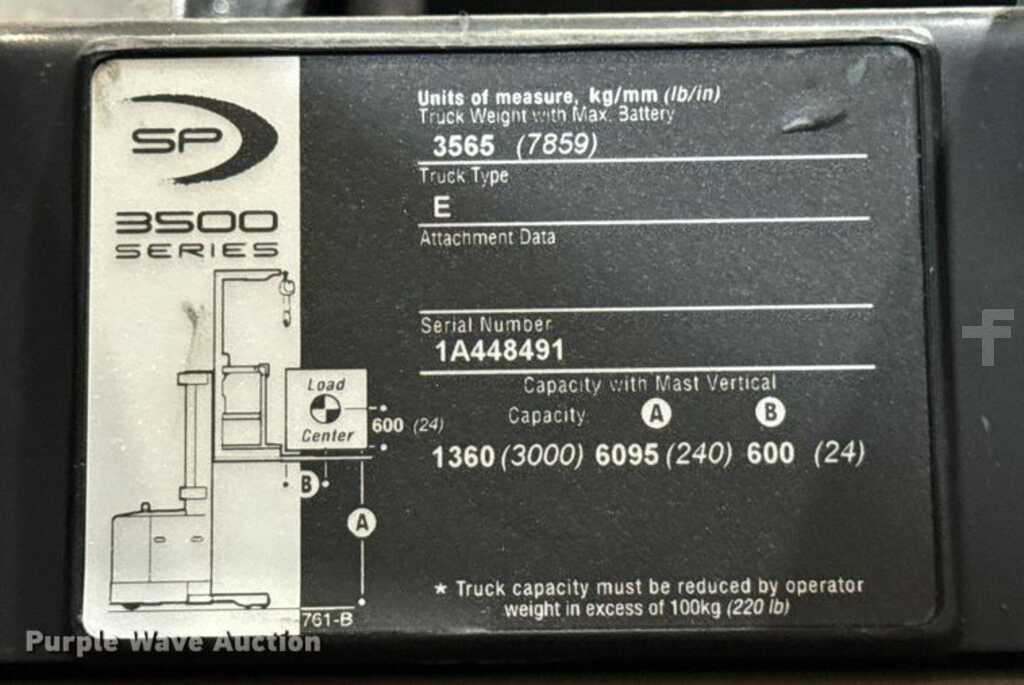 SP
3500
SERIES
Units of measure, kg/mm (lb/in)
Truck Weight with Max. Battery
3565 (7859)
Truck Type
E
Attachment Data
Serial Number
1A448491
Capacity with Mast Vertical
Capacity A B
1360 (3000) 6095 (240) 600 (24)
Load
Center
600 (24)
B
A
* Truck capacity must be reduced by operator
weight in excess of 100kg (220 lb)
761-B
Purple Wave Auction
f